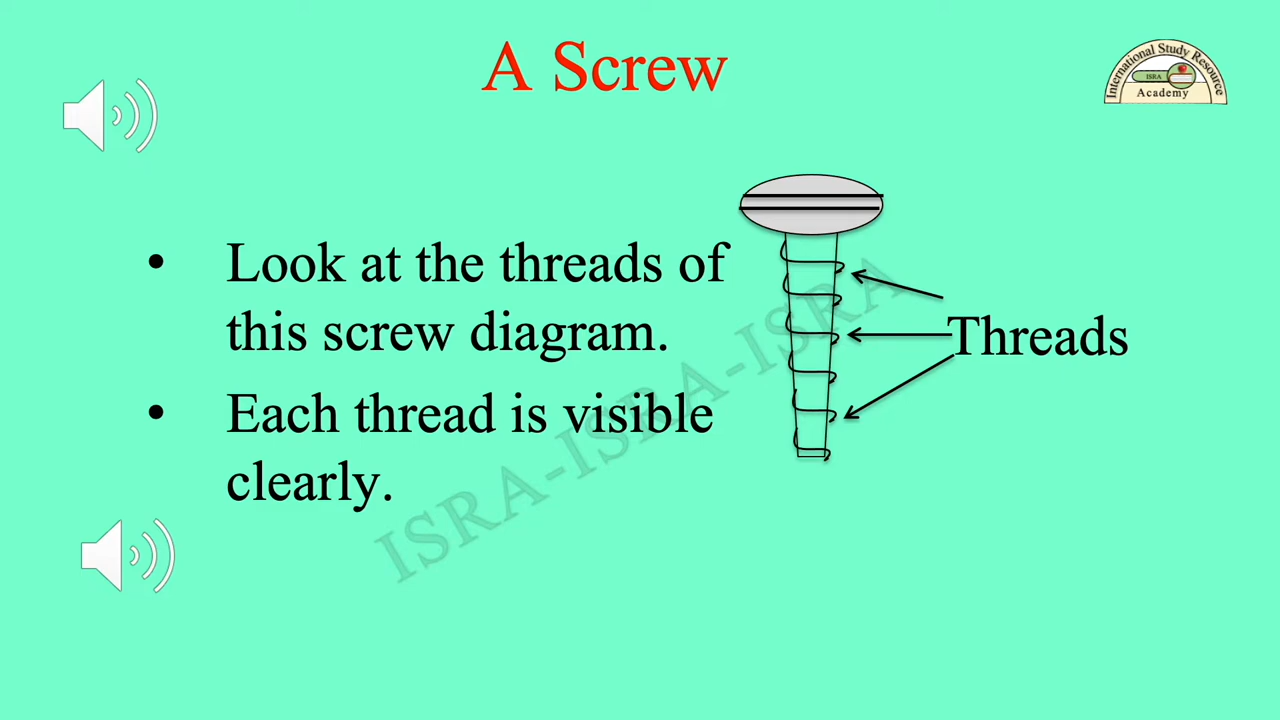 A Screw
International Study Resource
ISRA
Academy
• Look at the threads of
this screw diagram.
• Each thread is visible
clearly.
Threads
ISRA-ISRA-ISRA